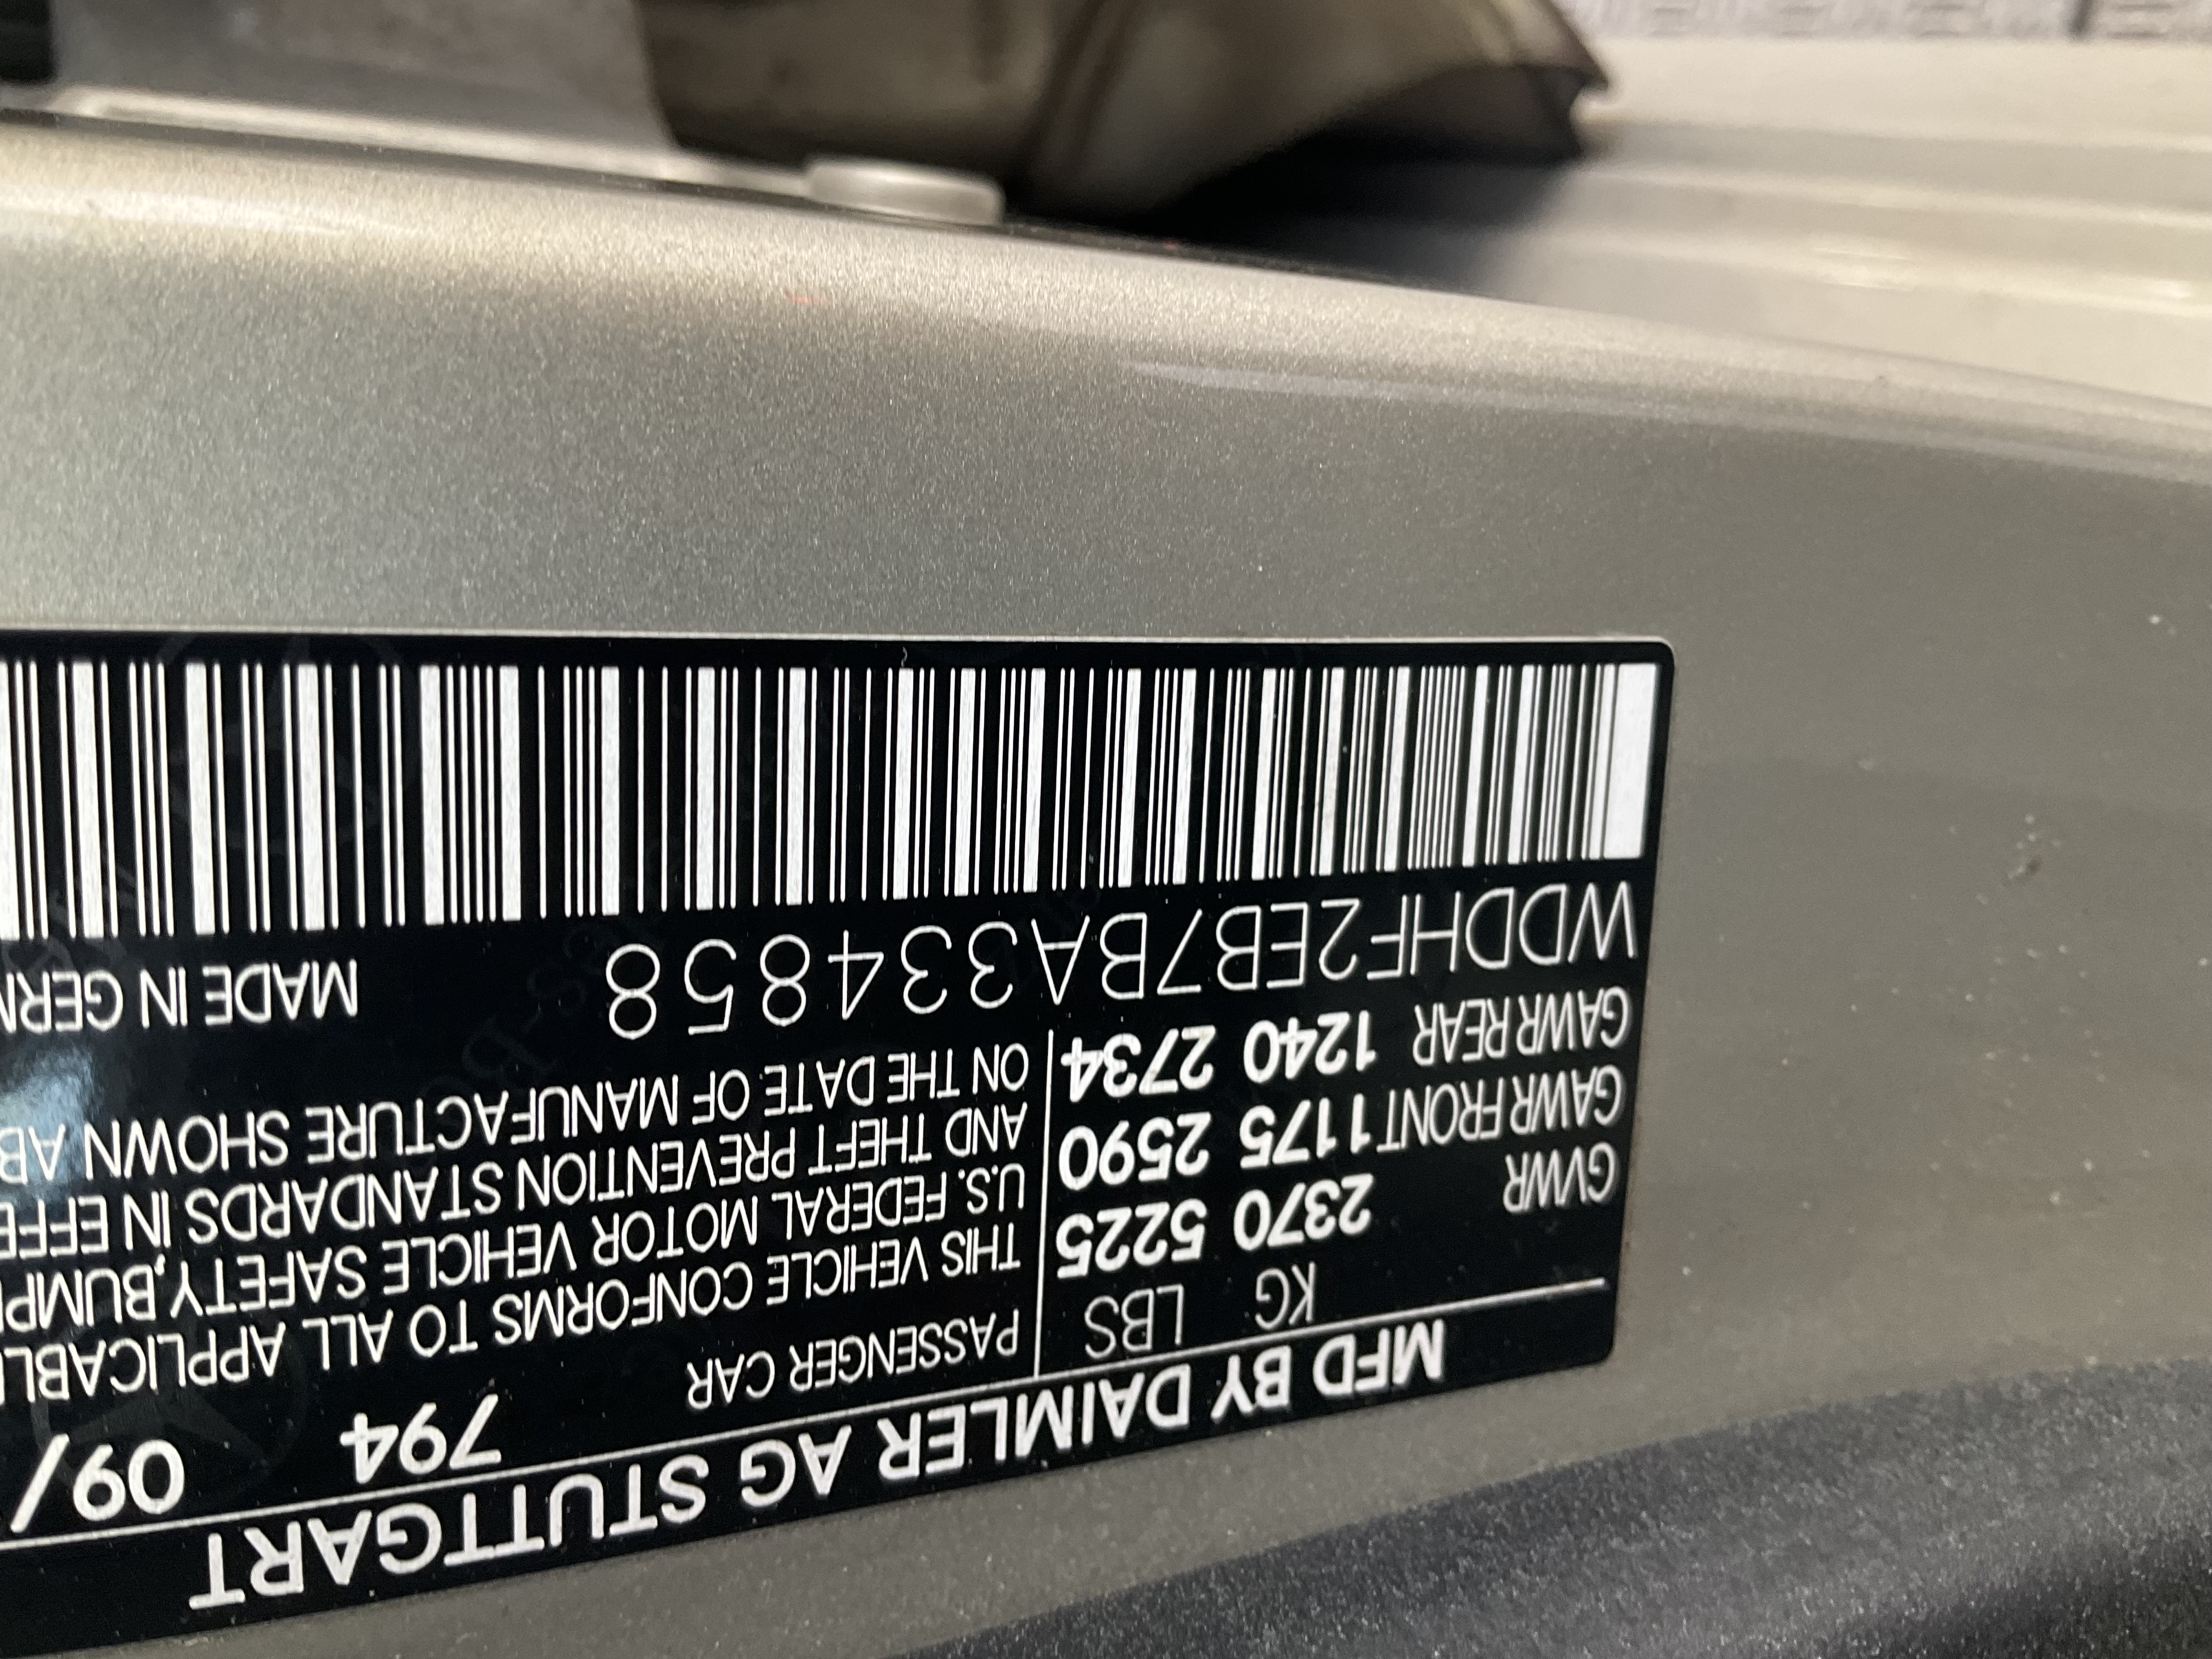 MFD BY DAIMLER AG STUTTGART
794 09/
KG LBS
GVWR 2370 5225
GAWR FRONT 1175 2590
GAWR REAR 1240 2734
PASSENGER CAR
THIS VEHICLE CONFORMS TO ALL APPLICABL
U.S. FEDERAL MOTOR VEHICLE SAFETY, BUMP
AND THEFT PREVENTION STANDARDS IN EFFE
ON THE DATE OF MANUFACTURE SHOWN AB
WDDHF2EB7BA334858
MADE IN GERM